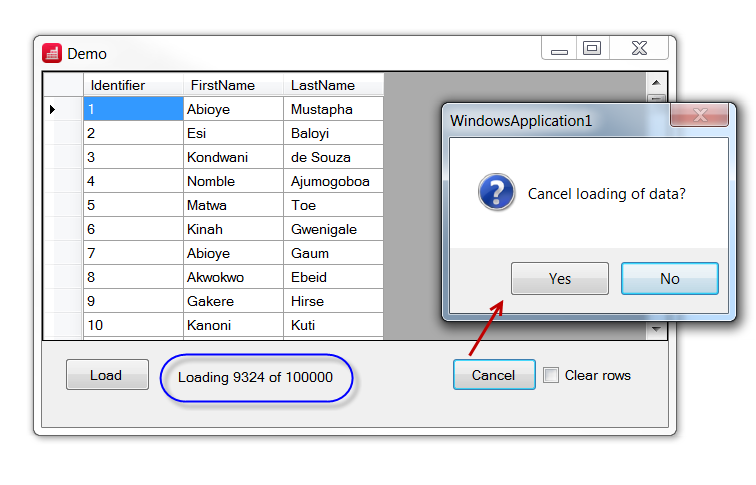 Demo
Identifier FirstName LastName
1 Abioye Mustapha
2 Esi Baloyi
3 Kondwani de Souza
4 Nomble Ajumogoboa
5 Matwa Toe
6 Kinah Gwenigale
7 Abioye Gaum
8 Akwokwo Ebeid
9 Gakere Hirse
10 Kanoni Kuti
WindowsApplication1
Cancel loading of data?
Yes No
Load Loading 9324 of 100000 Cancel Clear rows